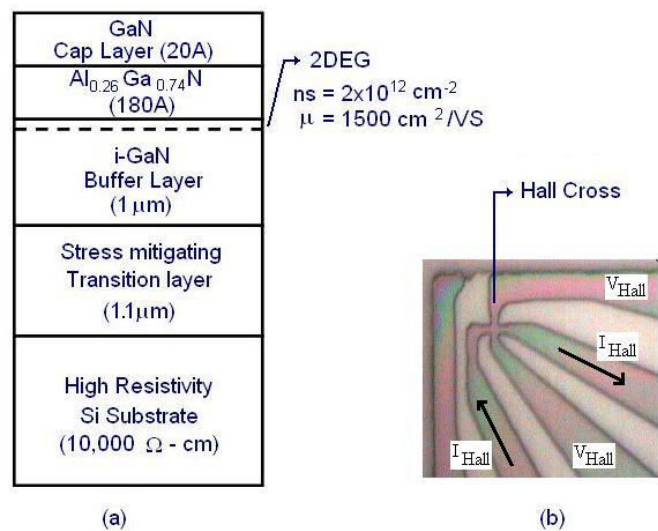 GaN
Cap Layer (20A)
Al0.26 Ga 0.74N
(180A)
i-GaN
Buffer Layer
(1 μm)
Stress mitigating
Transition layer
(1.1μm)
High Resistivity
Si Substrate
(10,000 Ω - cm)
(a)
2DEG
ns = 2x10^12 cm^-2
μ = 1500 cm^2/VS
Hall Cross
VHall
IHall
IHall
VHall
(b)